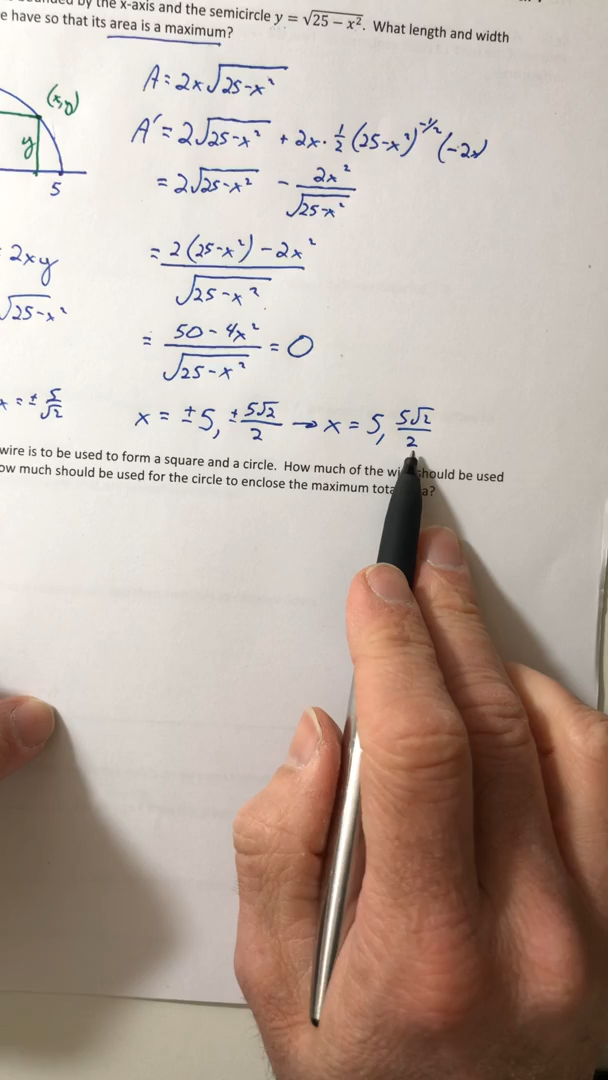 by the x-axis and the semicircle y = √25 − x². What length and width
e have so that its area is a maximum?
A = 2x√25-x²
(x,y)
A' = 2√25-x² + 2x · 1/2 (25-x²)^-1/2 (-2x)
y
= 2√25-x² - 2x²/√25-x²
5
= 2xy
= 2(25-x²) - 2x²/√25-x²
√25-x²
= 50 - 4x²/√25-x² = 0
x = ± 5/√2
x = ±5, ± 5√2/2 → x = 5, 5√2/2
wire is to be used to form a square and a circle. How much of the should be used
ow much should be used for the circle to enclose the maximum a?